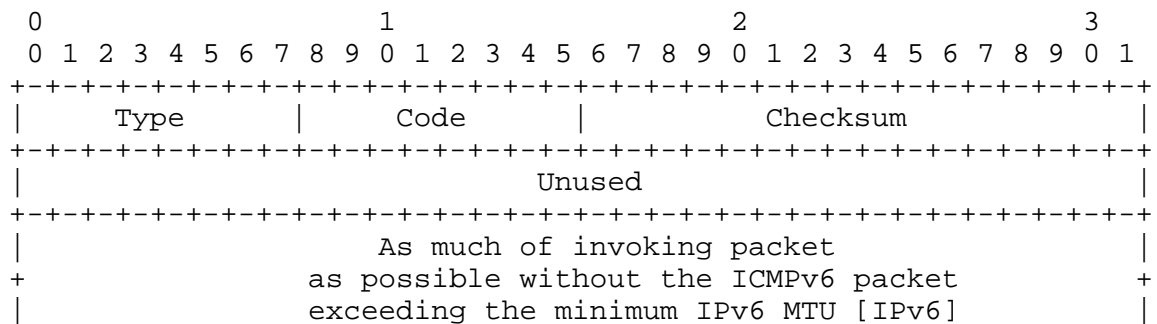 0                   1                   2                   3
 0 1 2 3 4 5 6 7 8 9 0 1 2 3 4 5 6 7 8 9 0 1 2 3 4 5 6 7 8 9 0 1
+-+-+-+-+-+-+-+-+-+-+-+-+-+-+-+-+-+-+-+-+-+-+-+-+-+-+-+-+-+-+-+-+
|     Type      |     Code      |          Checksum             |
+-+-+-+-+-+-+-+-+-+-+-+-+-+-+-+-+-+-+-+-+-+-+-+-+-+-+-+-+-+-+-+-+
|                             Unused                            |
+-+-+-+-+-+-+-+-+-+-+-+-+-+-+-+-+-+-+-+-+-+-+-+-+-+-+-+-+-+-+-+-+
|                    As much of invoking packet                 |
+                as possible without the ICMPv6 packet          +
|                exceeding the minimum IPv6 MTU [IPv6]          |